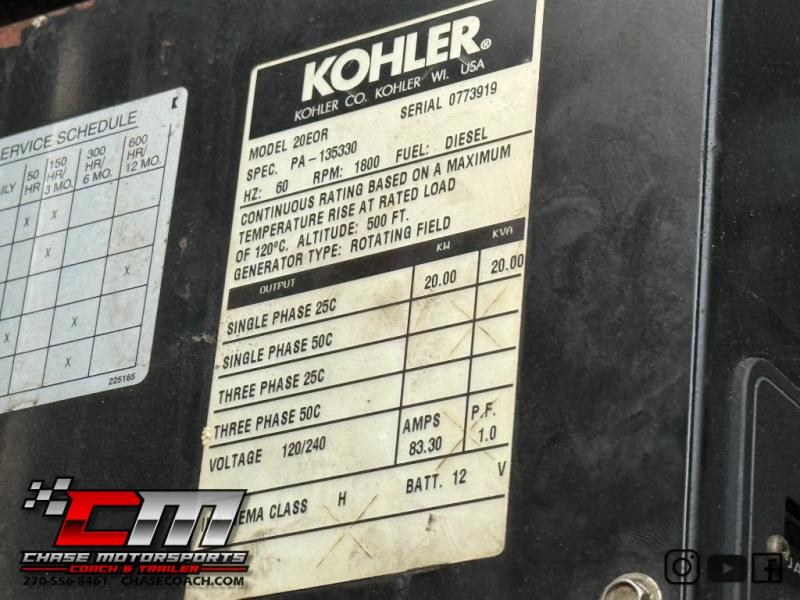 KOHLER®
KOHLER CO. KOHLER WI. USA
MODEL 20EOR SERIAL 0773919
SPEC. PA-135330
HZ: 60 RPM: 1800 FUEL: DIESEL
CONTINUOUS RATING BASED ON A MAXIMUM
TEMPERATURE RISE AT RATED LOAD
OF 120°C. ALTITUDE: 500 FT.
GENERATOR TYPE: ROTATING FIELD
OUTPUT KW KVA
SINGLE PHASE 25C 20.00 20.00
SINGLE PHASE 50C
THREE PHASE 25C
THREE PHASE 50C
VOLTAGE 120/240 AMPS 83.30 P.F. 1.0
EMA CLASS H BATT. 12 V
ERVICE SCHEDULE
ILY 50 HR 150 HR/ 3 MO. 300 HR/ 6 MO. 600 HR/ 12 MO.
X X
X
X
X X
X
225165
CM
CHASE MOTORSPORTS
COACH & TRAILER
270-556-8461 CHASECOACH.COM